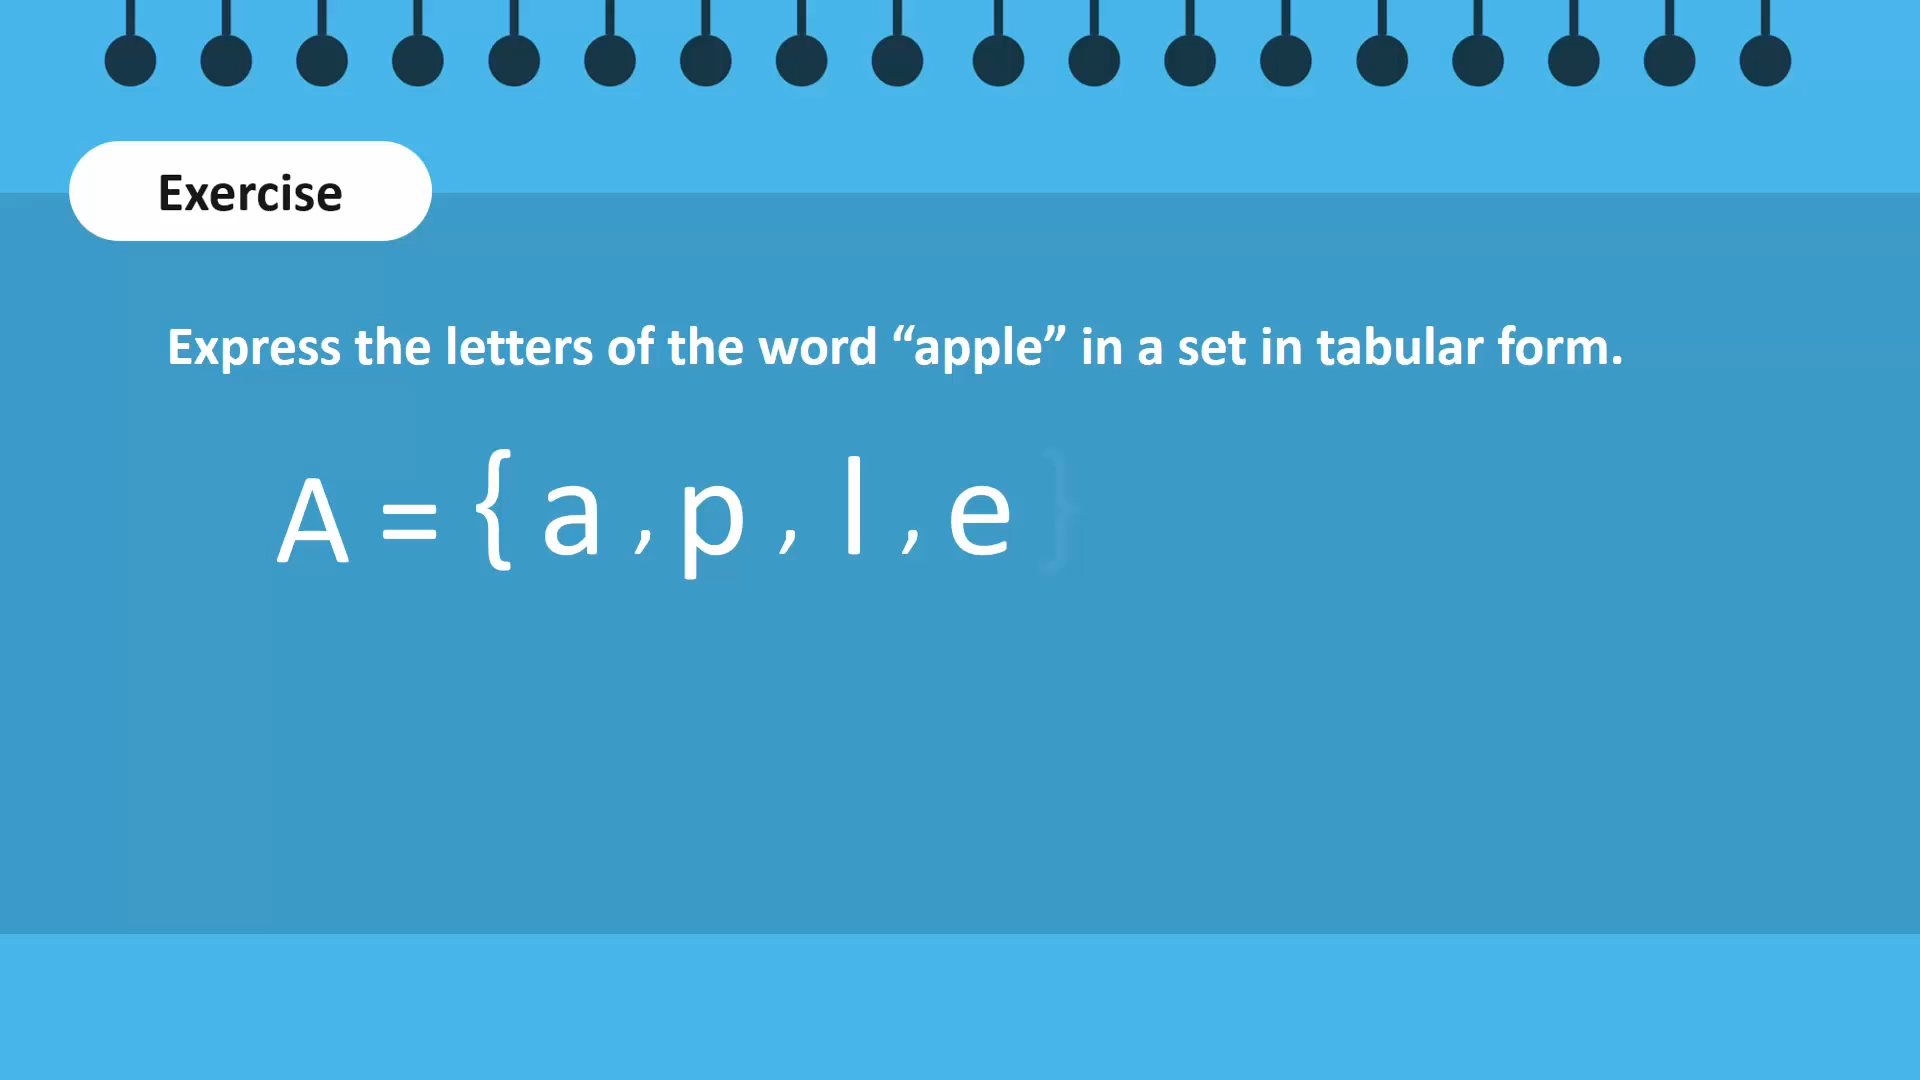 Exercise
Express the letters of the word “apple” in a set in tabular form.
A = { a , p , l , e }